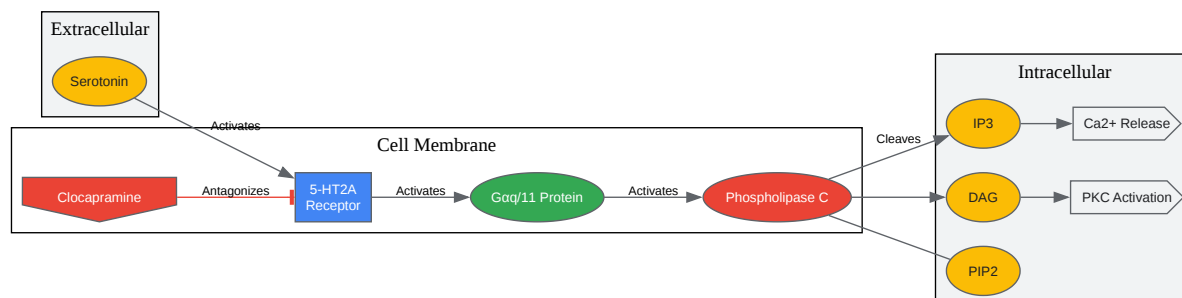 Extracellular
Serotonin
Activates
Cell Membrane
Clocapramine
Antagonizes
5-HT2A
Receptor
Activates
Gαq/11 Protein
Activates
Phospholipase C
Cleaves
Intracellular
IP3
Ca2+ Release
DAG
PKC Activation
PIP2